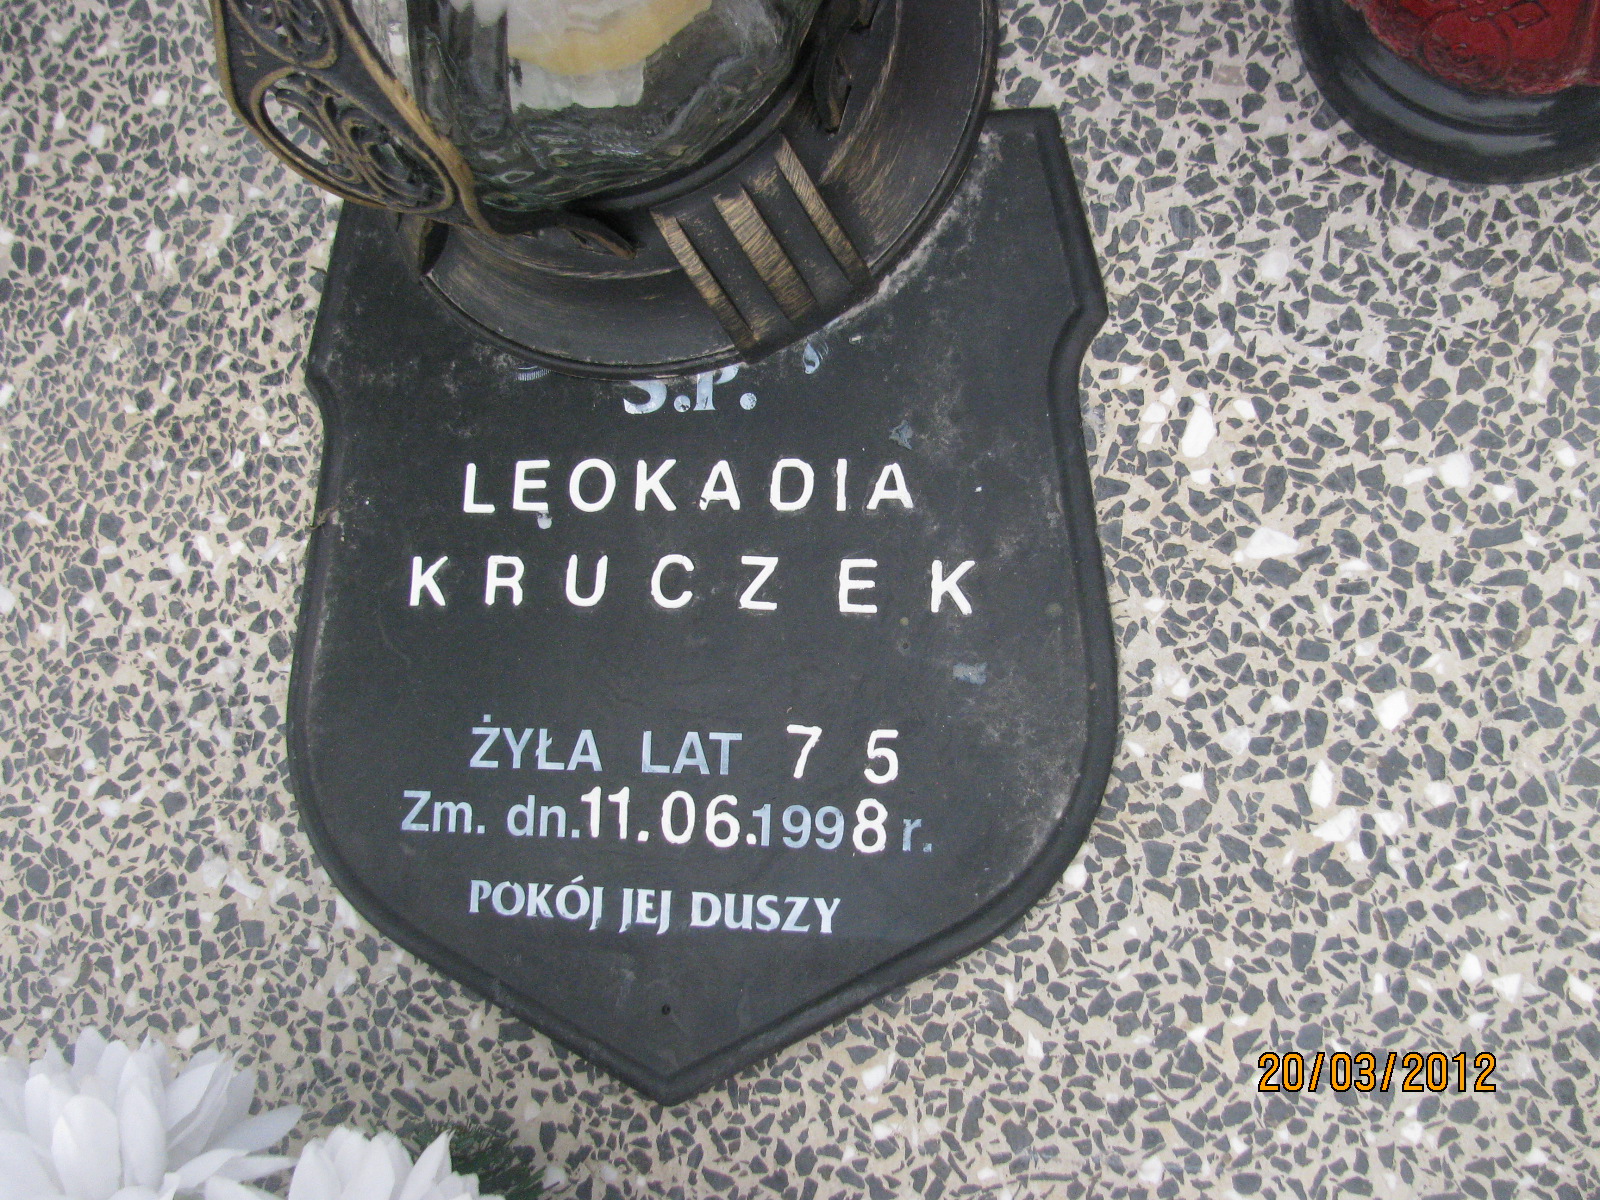 Ś.P.
LĘOKADIA
KRUCZEK
ŻYŁA LAT 75
Zm. dn. 11.06.1998 r.
POKÓJ JEJ DUSZY
20/03/2012